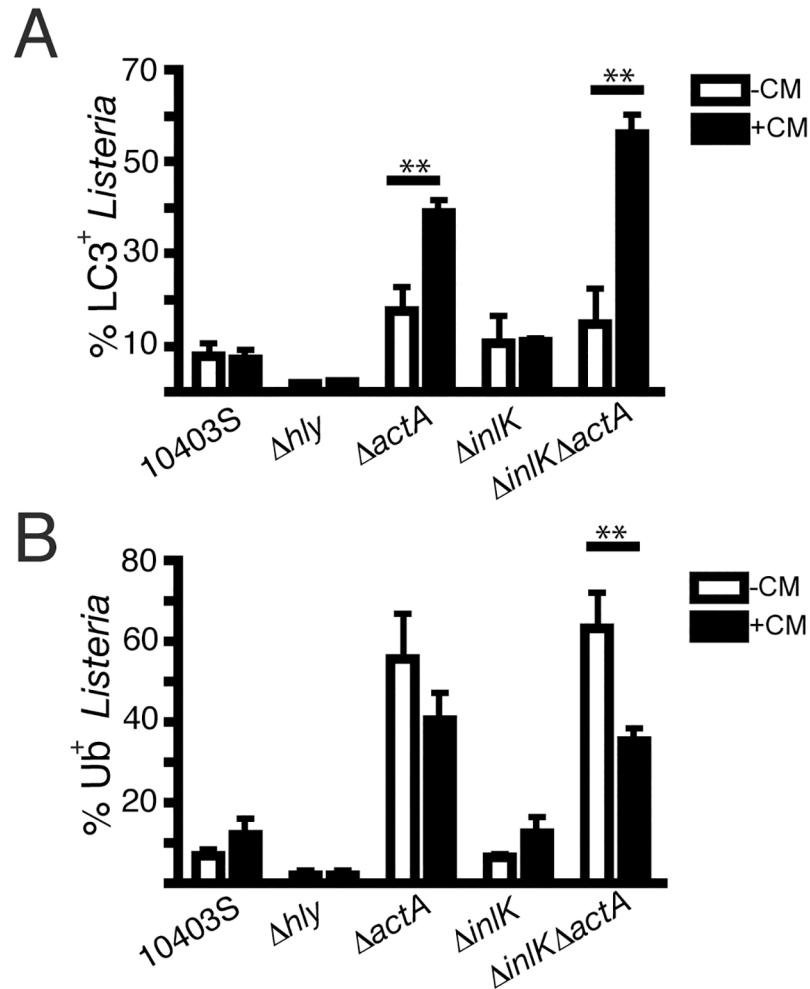 A
70
50
30
10
% LC3+ Listeria
**
**
-CM
+CM
10403S
Δhly
ΔactA
ΔinlK
ΔinlKΔactA
B
80
60
40
20
% Ub+ Listeria
**
-CM
+CM
10403S
Δhly
ΔactA
ΔinlK
ΔinlKΔactA